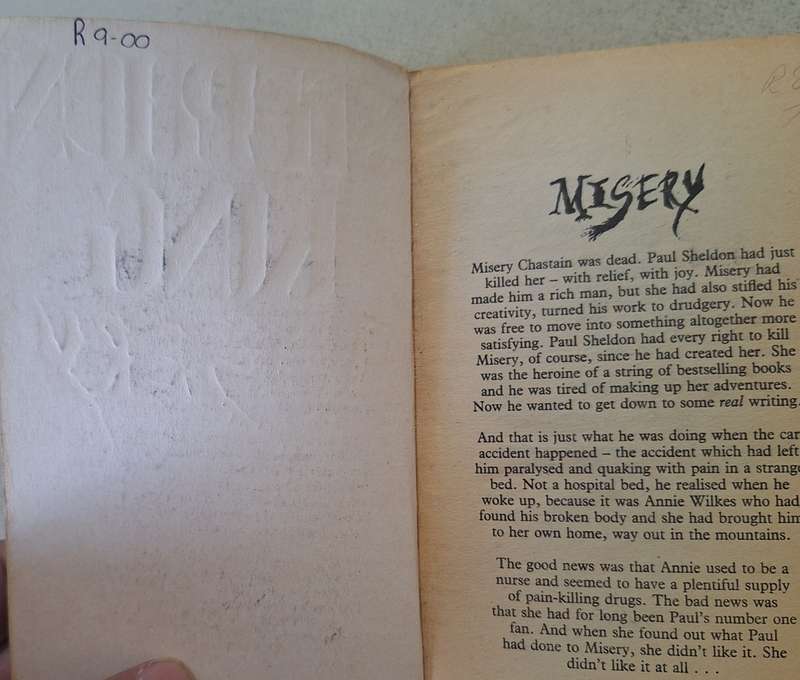 R 9-00
MISERY
Misery Chastain was dead. Paul Sheldon had just
killed her – with relief, with joy. Misery had
made him a rich man, but she had also stifled his
creativity, turned his work to drudgery. Now he
was free to move into something altogether more
satisfying. Paul Sheldon had every right to kill
Misery, of course, since he had created her. She
was the heroine of a string of bestselling books
and he was tired of making up her adventures.
Now he wanted to get down to some real writing.
And that is just what he was doing when the car
accident happened – the accident which had left
him paralysed and quaking with pain in a strange
bed. Not a hospital bed, he realised when he
woke up, because it was Annie Wilkes who had
found his broken body and she had brought him
to her own home, way out in the mountains.
The good news was that Annie used to be a
nurse and seemed to have a plentiful supply
of pain-killing drugs. The bad news was
that she had for long been Paul's number one
fan. And when she found out what Paul
had done to Misery, she didn't like it. She
didn't like it at all . . .